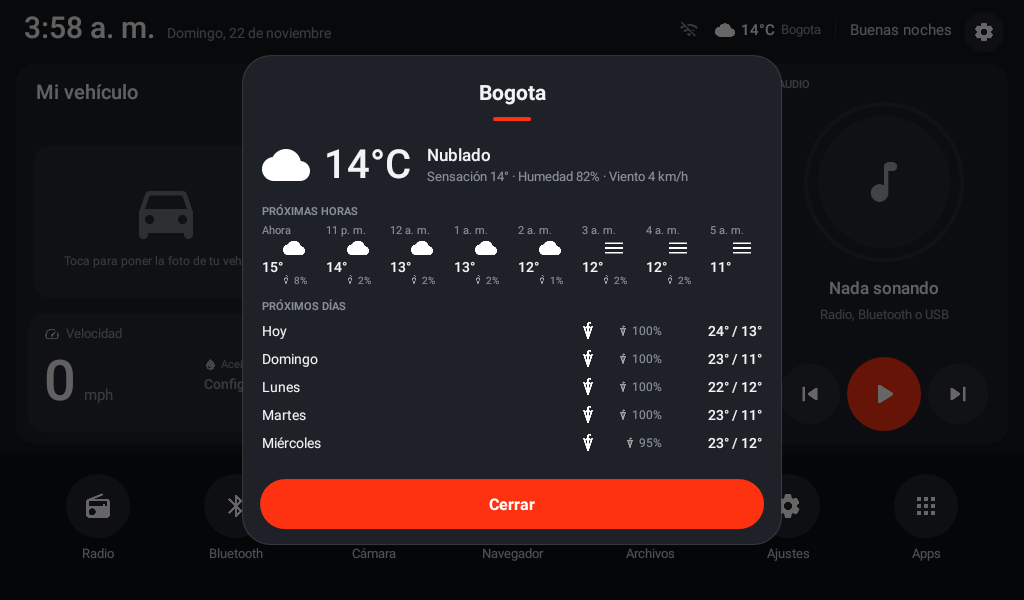 3:58 a. m. Domingo, 22 de noviembre
14°C Bogota
Buenas noches
Mi vehículo
Toca para poner la foto de tu
Velocidad
0 mph
Bogota
14°C
Nublado
Sensación 14° · Humedad 82% · Viento 4 km/h
PRÓXIMAS HORAS
Ahora 11 p. m. 12 a. m. 1 a. m. 2 a. m. 3 a. m. 4 a. m. 5 a. m.
15° 14° 13° 13° 12° 12° 12° 11°
8% 2% 2% 2% 1% 2% 2%
PRÓXIMOS DÍAS
Hoy 100% 24° / 13°
Domingo 100% 23° / 11°
Lunes 100% 22° / 12°
Martes 100% 23° / 11°
Miércoles 95% 23° / 12°
Cerrar
Nada sonando
Radio, Bluetooth o USB
Radio
Bluetooth
Cámara
Navegador
Archivos
Ajustes
Apps